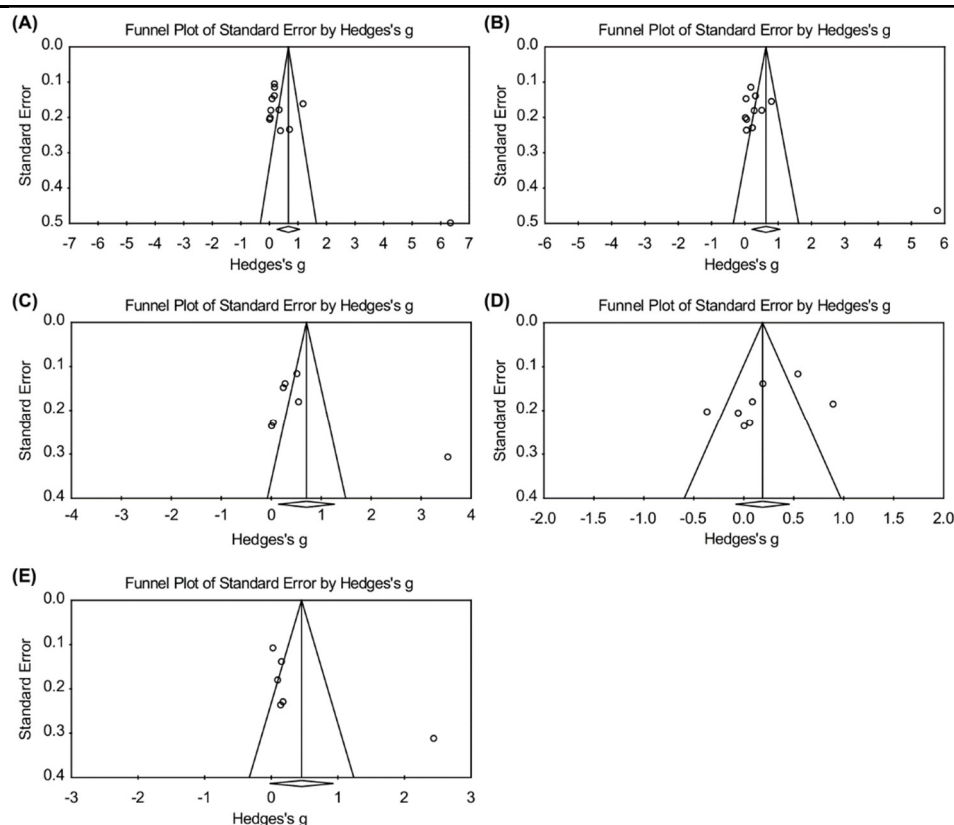 (A)
Funnel Plot of Standard Error by Hedges's g
Standard Error
0.0
0.1
0.2
0.3
0.4
0.5
-7 -6 -5 -4 -3 -2 -1 0 1 2 3 4 5 6 7
Hedges's g
(B)
Funnel Plot of Standard Error by Hedges's g
Standard Error
0.0
0.1
0.2
0.3
0.4
0.5
-6 -5 -4 -3 -2 -1 0 1 2 3 4 5 6
Hedges's g
(C)
Funnel Plot of Standard Error by Hedges's g
Standard Error
0.0
0.1
0.2
0.3
0.4
-4 -3 -2 -1 0 1 2 3 4
Hedges's g
(D)
Funnel Plot of Standard Error by Hedges's g
Standard Error
0.0
0.1
0.2
0.3
0.4
-2.0 -1.5 -1.0 -0.5 0.0 0.5 1.0 1.5 2.0
Hedges's g
(E)
Funnel Plot of Standard Error by Hedges's g
Standard Error
0.0
0.1
0.2
0.3
0.4
-3 -2 -1 0 1 2 3
Hedges's g